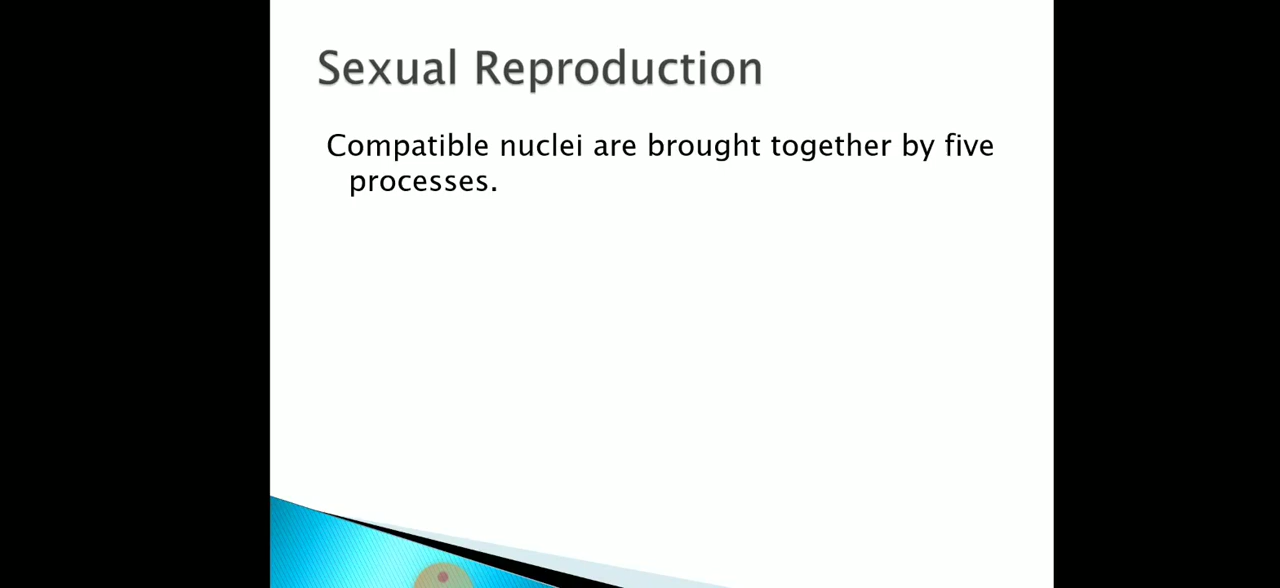 Sexual Reproduction
Compatible nuclei are brought together by five
processes.